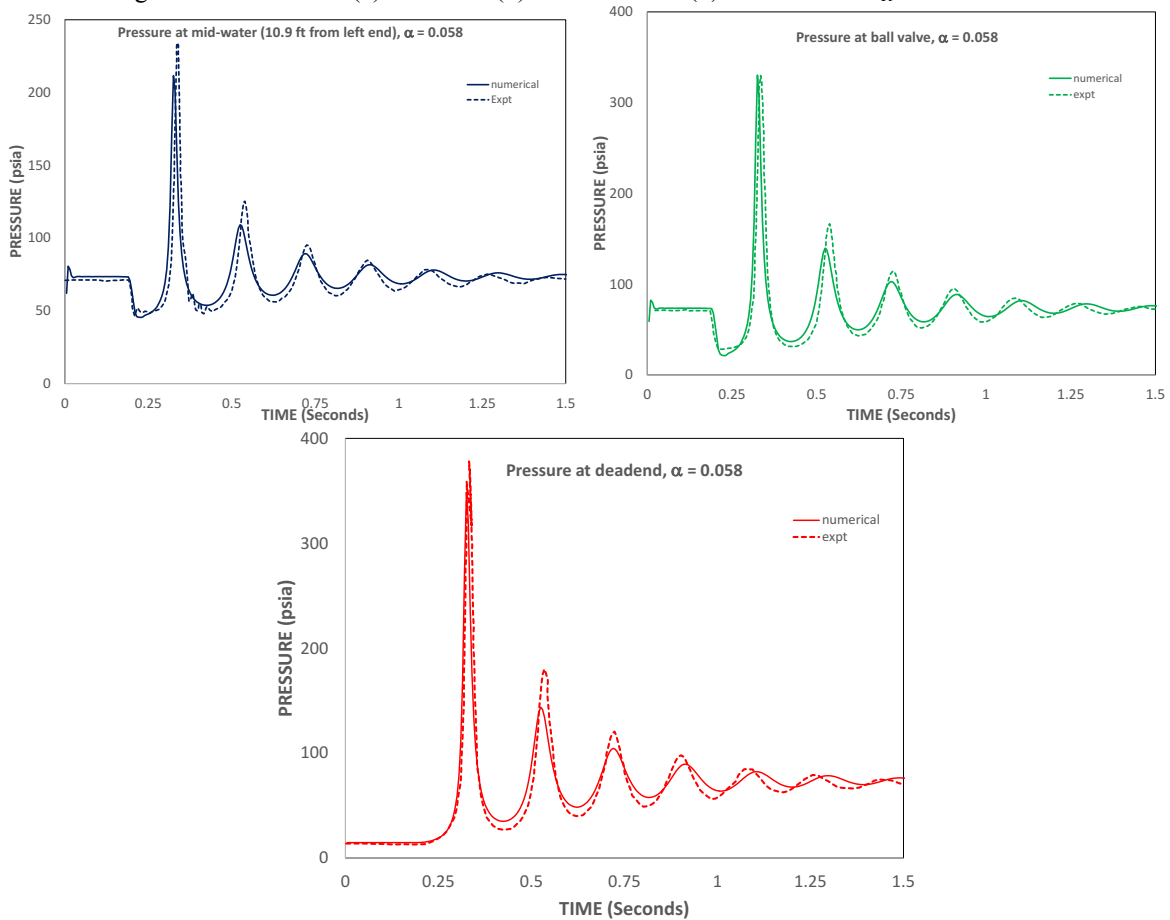 Pressure at mid-water (10.9 ft from left end), α = 0.058
250
200
150
100
50
0
PRESSURE (psia)
numerical
Expt
0 0.25 0.5 0.75 1 1.25 1.5
TIME (Seconds)
Pressure at ball valve, α = 0.058
400
300
200
100
0
PRESSURE (psia)
numerical
expt
0 0.25 0.5 0.75 1 1.25 1.5
TIME (Seconds)
Pressure at deadend, α = 0.058
400
300
200
100
0
PRESSURE (psia)
numerical
expt
0 0.25 0.5 0.75 1 1.25 1.5
TIME (Seconds)